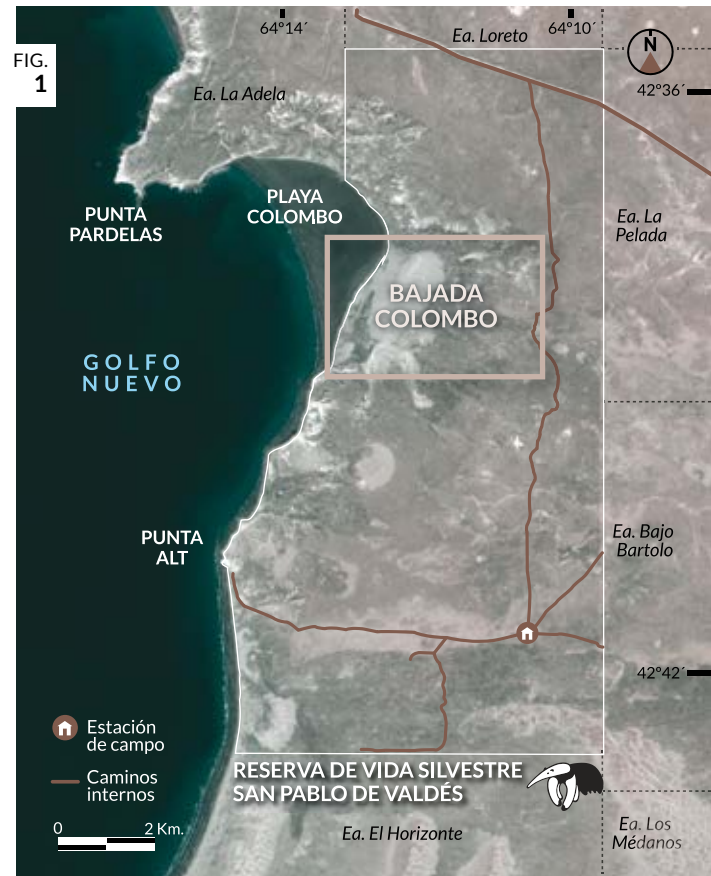 FIG.
1
64°14´
Ea. Loreto
64°10´
N
42°36´
Ea. La Adela
PUNTA
PARDELAS
PLAYA
COLOMBO
Ea. La
Pelada
BAJADA
COLOMBO
GOLFO
NUEVO
PUNTA
ALT
Ea. Bajo
Bartolo
42°42´
Estación
de campo
Caminos
internos
RESERVA DE VIDA SILVESTRE
SAN PABLO DE VALDÉS
0 2 Km.
Ea. El Horizonte
Ea. Los
Médanos